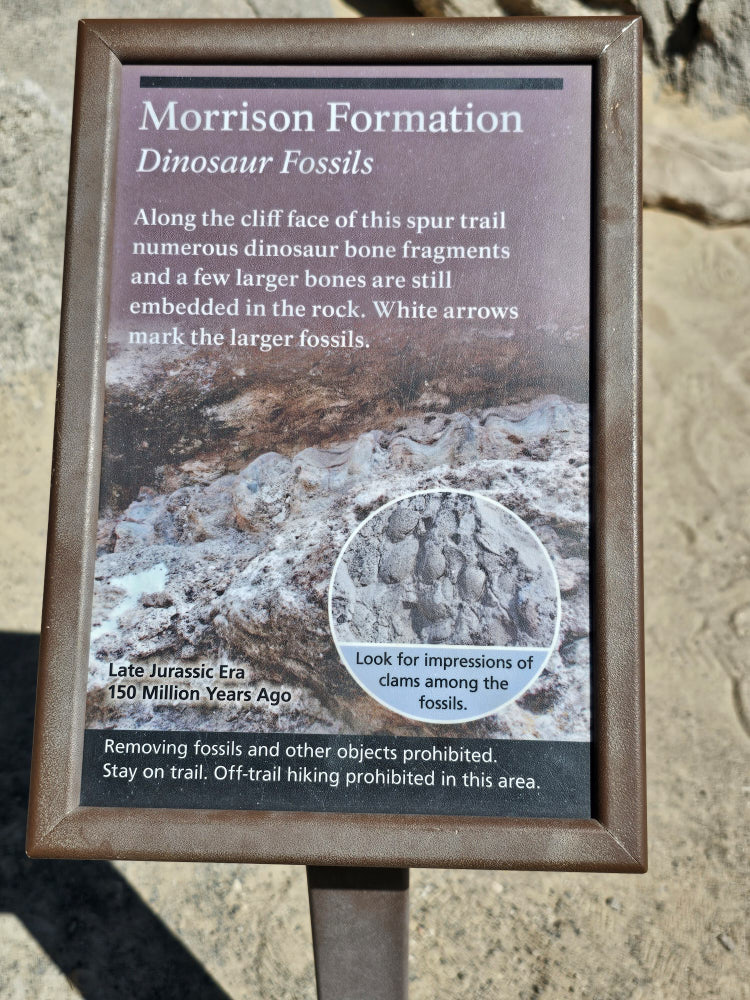 Morrison Formation
Dinosaur Fossils
Along the cliff face of this spur trail
numerous dinosaur bone fragments
and a few larger bones are still
embedded in the rock. White arrows
mark the larger fossils.
Look for impressions of
clams among the
fossils.
Late Jurassic Era
150 Million Years Ago
Removing fossils and other objects prohibited.
Stay on trail. Off-trail hiking prohibited in this area.